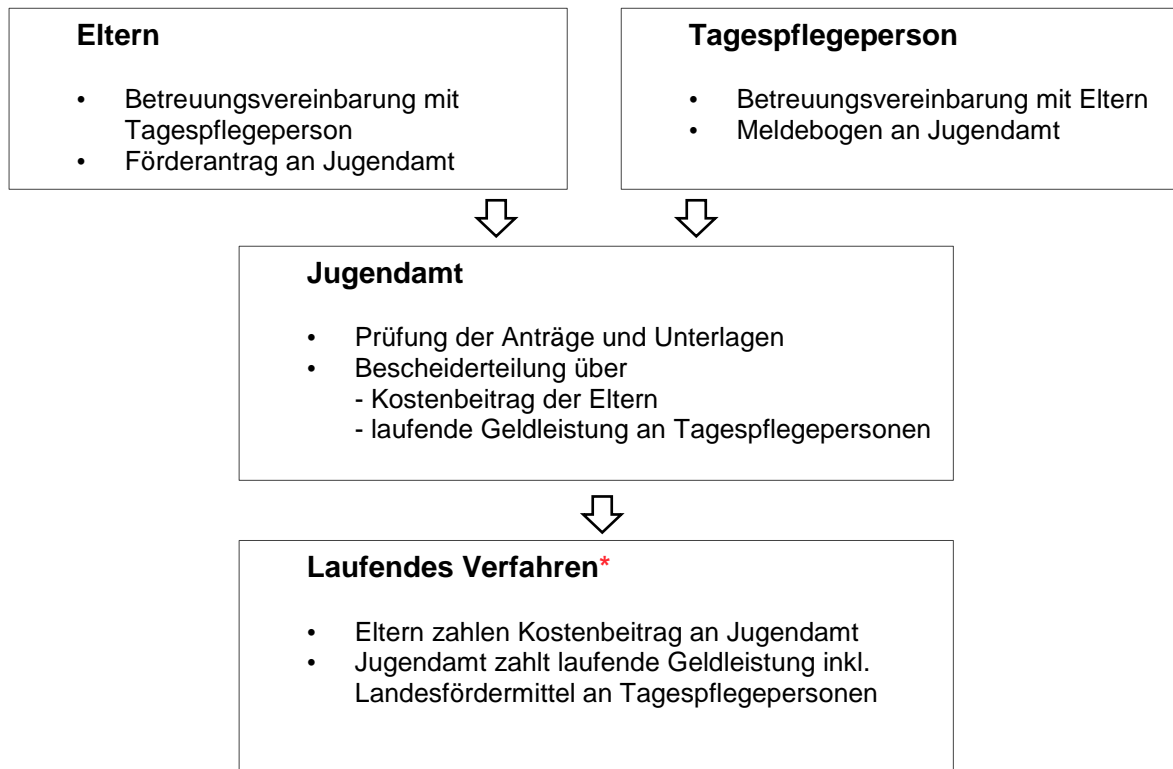 Eltern
• Betreuungsvereinbarung mit
Tagespflegeperson
• Förderantrag an Jugendamt
Tagespflegeperson
• Betreuungsvereinbarung mit Eltern
• Meldebogen an Jugendamt
Jugendamt
• Prüfung der Anträge und Unterlagen
• Bescheiderteilung über
- Kostenbeitrag der Eltern
- laufende Geldleistung an Tagespflegepersonen
Laufendes Verfahren*
• Eltern zahlen Kostenbeitrag an Jugendamt
• Jugendamt zahlt laufende Geldleistung inkl.
Landesfördermittel an Tagespflegepersonen